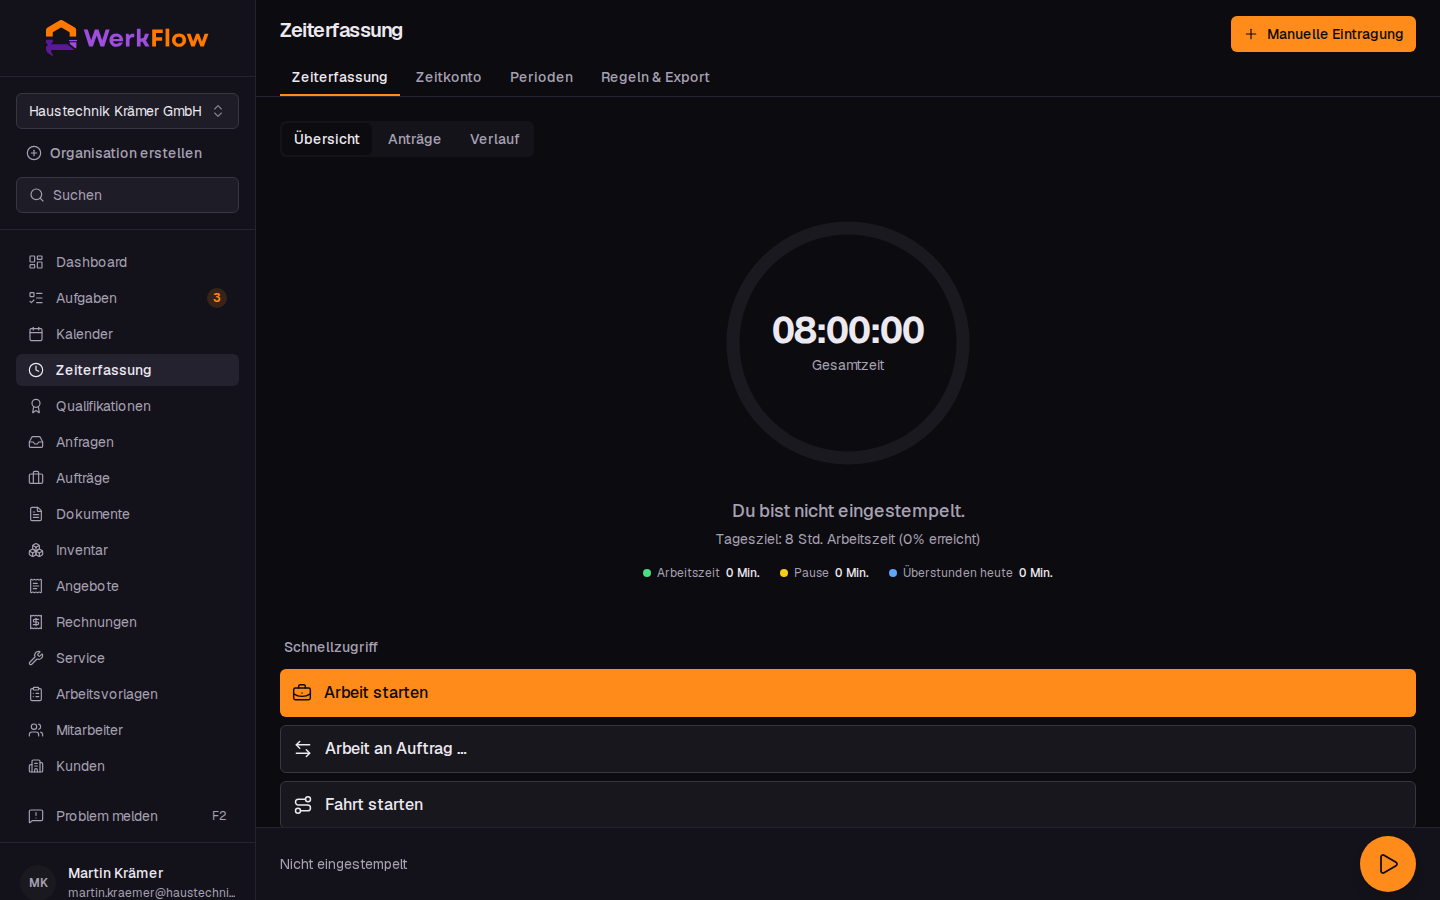 WerkFlow
Haustechnik Krämer GmbH
Organisation erstellen
Suchen
Dashboard
Aufgaben 3
Kalender
Zeiterfassung
Qualifikationen
Anfragen
Aufträge
Dokumente
Inventar
Angebote
Rechnungen
Service
Arbeitsvorlagen
Mitarbeiter
Kunden
Problem melden F2
MK
Martin Krämer
martin.kraemer@haustechni...
Zeiterfassung
Manuelle Eintragung
Zeiterfassung Zeitkonto Perioden Regeln & Export
Übersicht Anträge Verlauf
08:00:00
Gesamtzeit
Du bist nicht eingestempelt.
Tagesziel: 8 Std. Arbeitszeit (0% erreicht)
Arbeitszeit 0 Min. Pause 0 Min. Überstunden heute 0 Min.
Schnellzugriff
Arbeit starten
Arbeit an Auftrag ...
Fahrt starten
Nicht eingestempelt